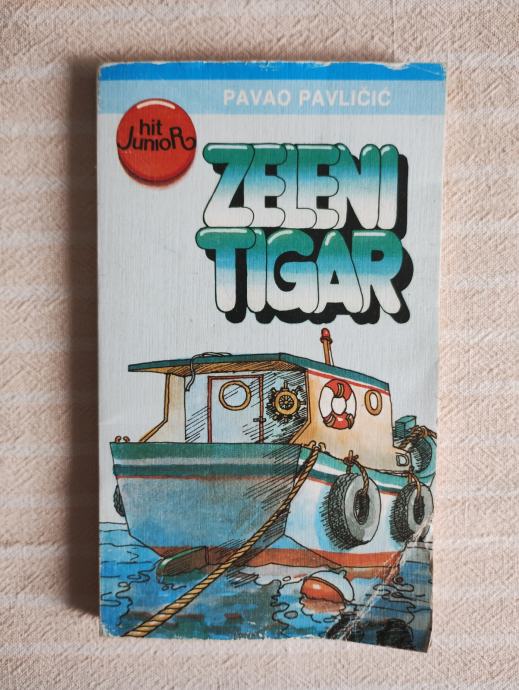 PAVAO PAVLIČIĆ
hit
JunioR
ZELENI
TIGAR